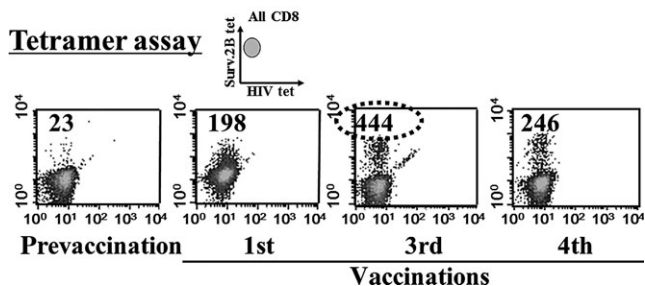 All CD8
Tetramer assay
Surv.2B tet
HIV tet
23 198 444 246
10⁴ 10⁴ 10⁴ 10⁴
10⁰ 10⁰ 10⁰ 10⁰
10⁰ 10¹ 10² 10³ 10⁴ 10⁰ 10¹ 10² 10³ 10⁴ 10⁰ 10¹ 10² 10³ 10⁴ 10⁰ 10¹ 10² 10³ 10⁴
Prevaccination 1st 3rd 4th
Vaccinations